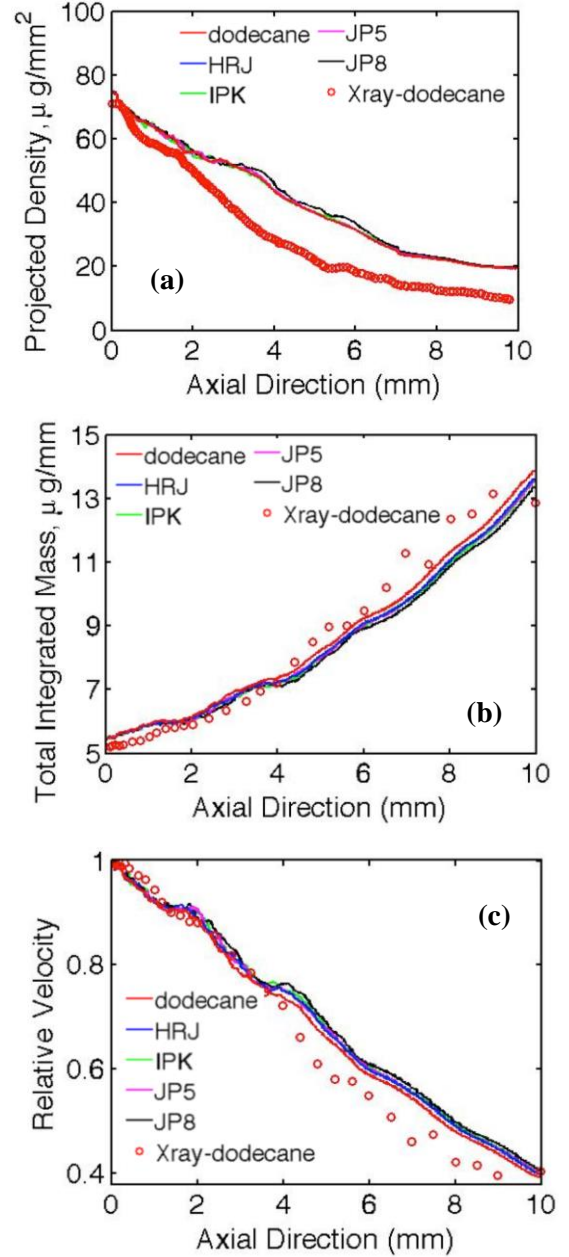 100
80
60
40
20
0
Projected Density, μ g/mm²
dodecane
HRJ
IPK
JP5
JP8
Xray-dodecane
(a)
0 2 4 6 8 10
Axial Direction (mm)
15
13
11
9
7
5
Total Integrated Mass, μ g/mm
dodecane
HRJ
IPK
JP5
JP8
Xray-dodecane
(b)
0 2 4 6 8 10
Axial Direction (mm)
1
0.8
0.6
0.4
Relative Velocity
(c)
dodecane
HRJ
IPK
JP5
JP8
Xray-dodecane
0 2 4 6 8 10
Axial Direction (mm)